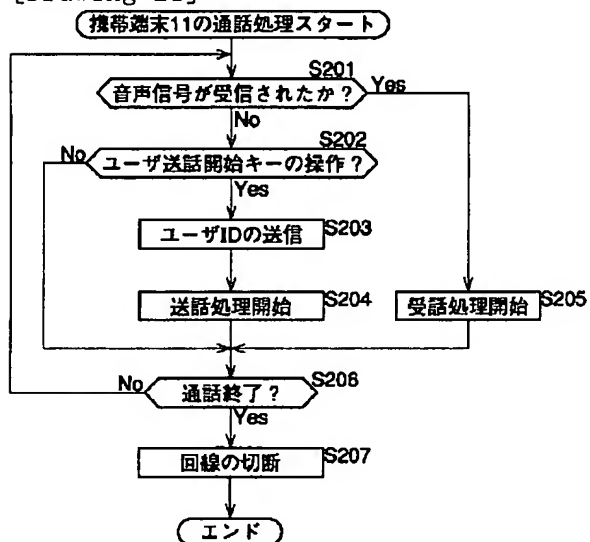 携帯端末11の通話処理スタート
S201
音声信号が受信されたか？
Yes
No
S202
No
ユーザ送話開始キーの操作？
Yes
ユーザIDの送信
S203
送話処理開始
S204
受話処理開始
S205
No
通話終了？
S206
Yes
回線の切断
S207
エンド